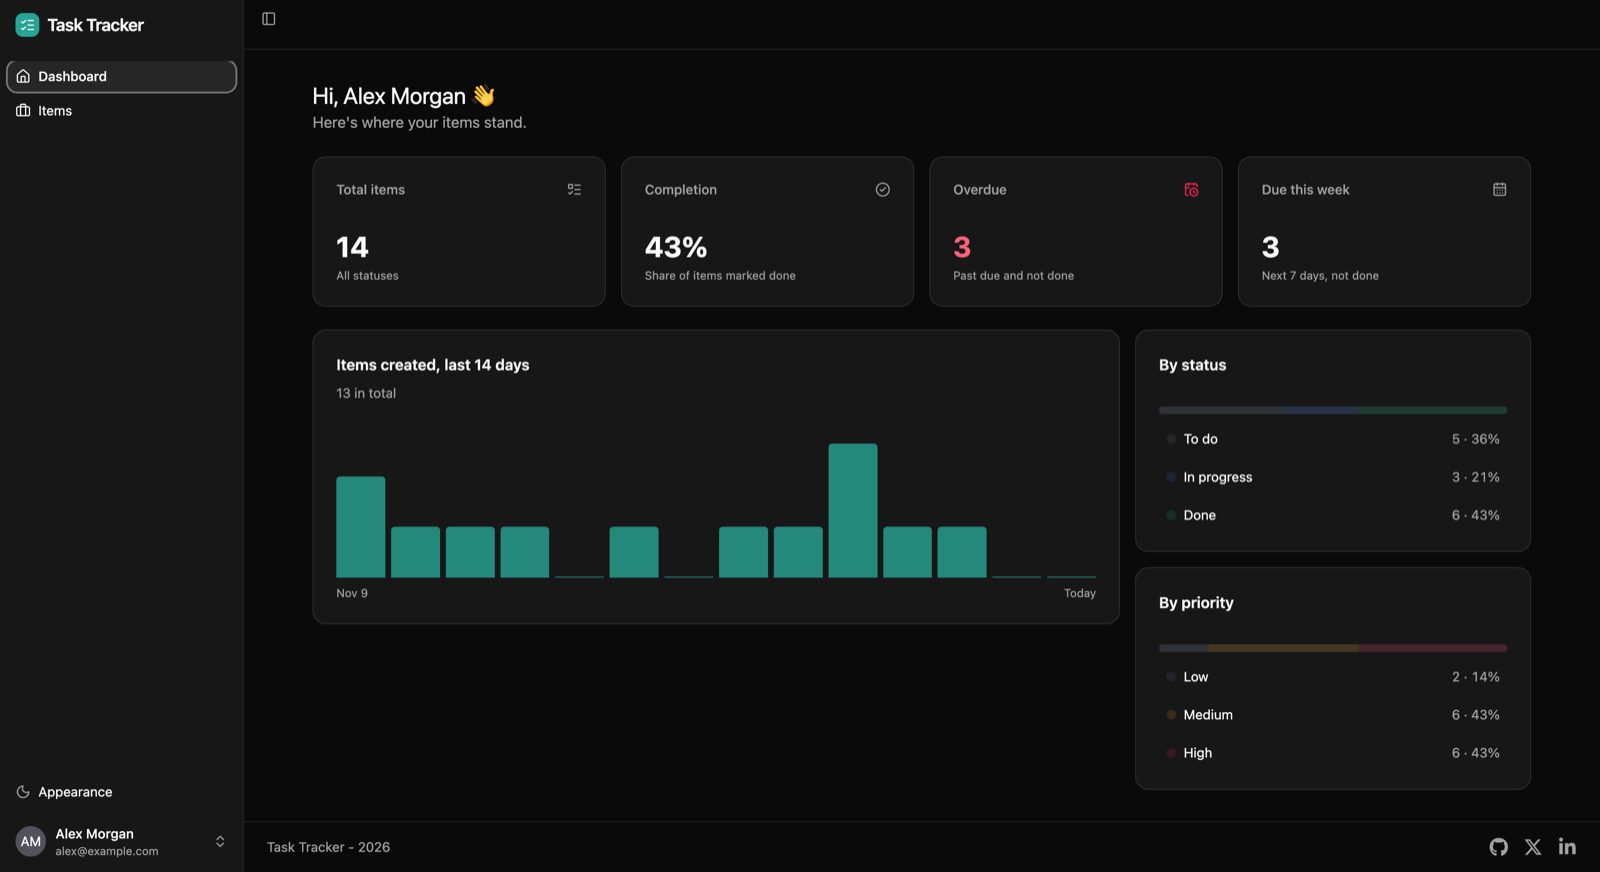 Task Tracker
Dashboard
Items
Hi, Alex Morgan 👋
Here's where your items stand.
Total items
14
All statuses
Completion
43%
Share of items marked done
Overdue
3
Past due and not done
Due this week
3
Next 7 days, not done
Items created, last 14 days
13 in total
Nov 9
Today
By status
To do 5 · 36%
In progress 3 · 21%
Done 6 · 43%
By priority
Low 2 · 14%
Medium 6 · 43%
High 6 · 43%
Appearance
AM
Alex Morgan
alex@example.com
Task Tracker - 2026